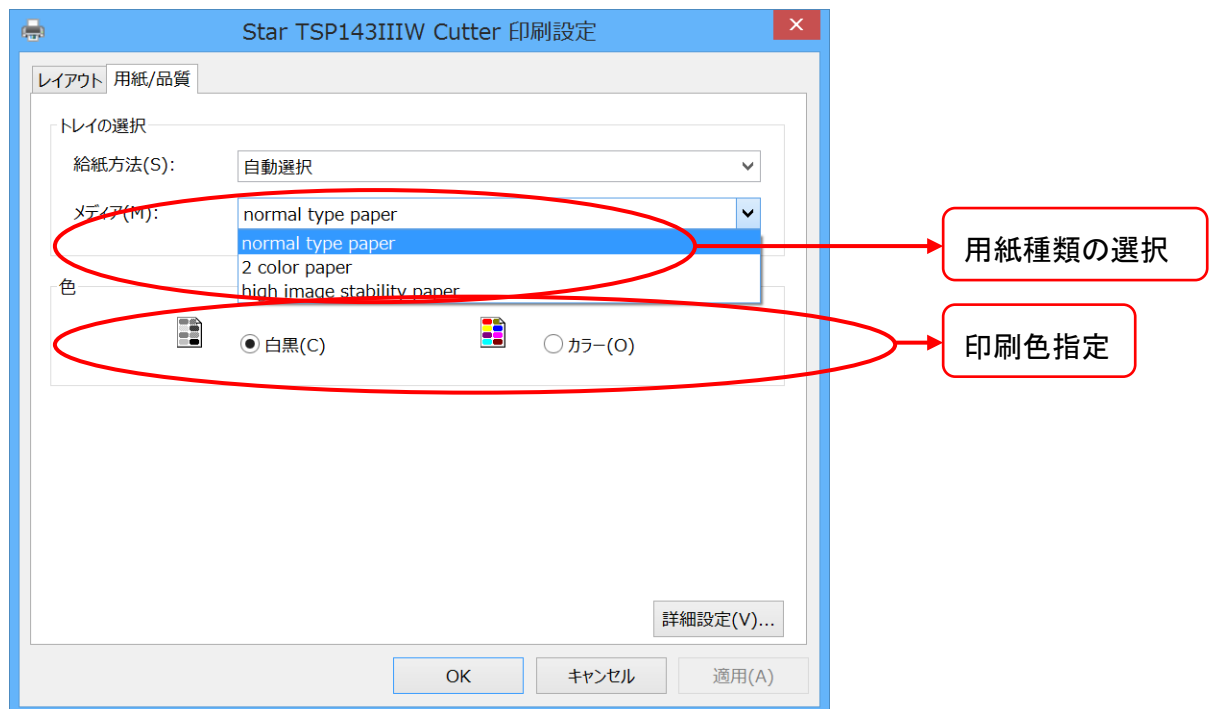 Star TSP143IIIW Cutter 印刷設定
レイアウト 用紙/品質
トレイの選択
給紙方法(S): 自動選択
メディア(M): normal type paper
normal type paper
2 color paper
high image stability paper
用紙種類の選択
色
白黒(C) カラー(O)
印刷色指定
詳細設定(V)...
OK キャンセル 適用(A)